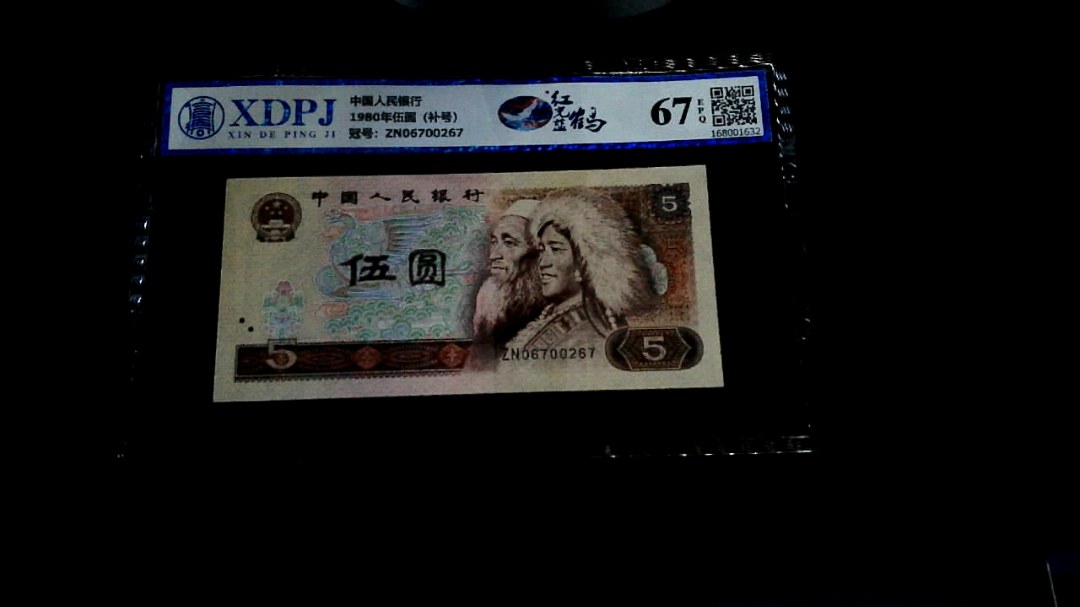 XDPJ
XIN DE PING JI
中国人民银行
1980年伍圆（补号）
冠号：ZN06700267
红
鹤
67
EPQ
168001632
中国人民银行
5
伍圆
5
ZN06700267
5